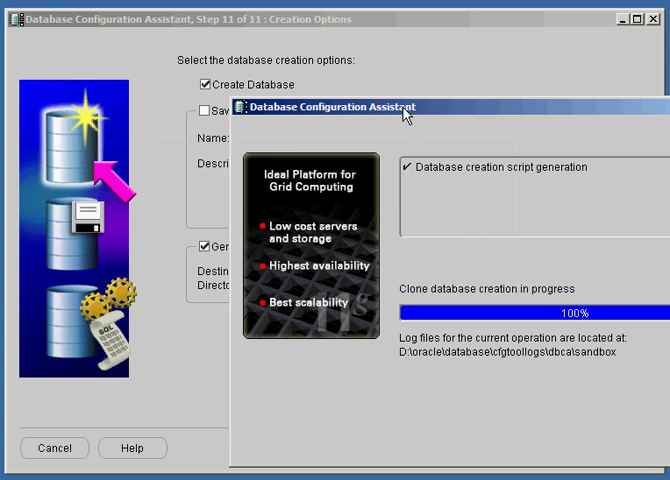 Database Configuration Assistant, Step 11 of 11 : Creation Options
Select the database creation options:
Create Database
Sav
Name:
Descri
Gen
Destin
Directo
Cancel
Help
Database Configuration Assistant
Ideal Platform for
Grid Computing
Low cost servers
and storage
Highest availability
Best scalability
11g
SQL
Database creation script generation
Clone database creation in progress
100%
Log files for the current operation are located at:
D:\oracle\database\cfgtoollogs\dbca\sandbox